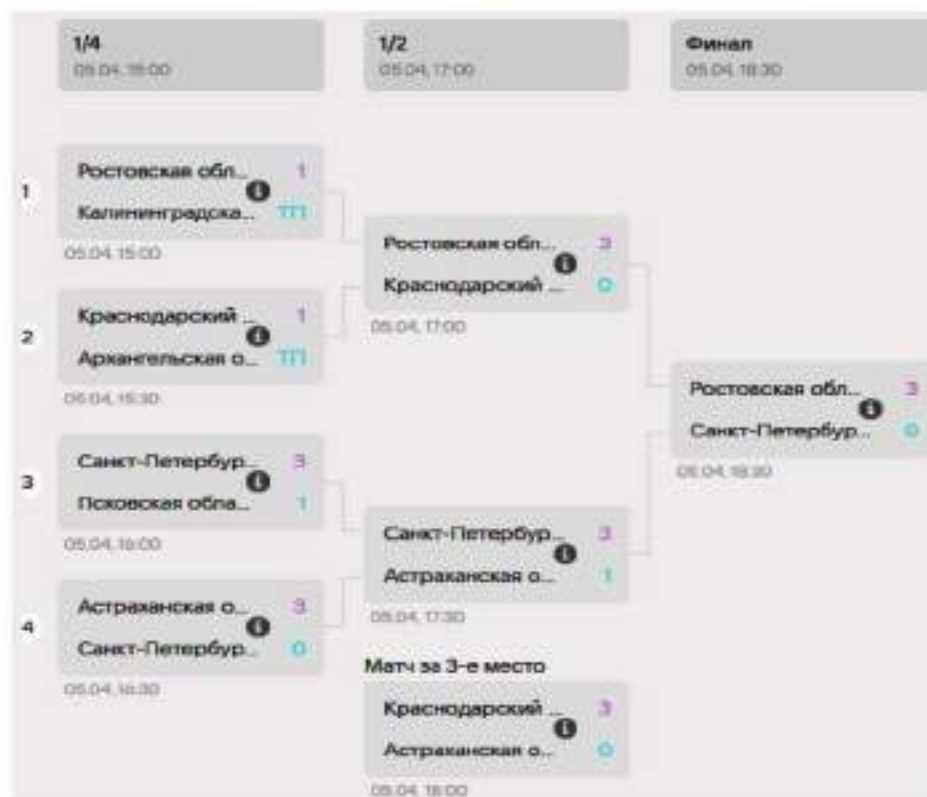 1/4
05.04, 15:00
1/2
05.04, 17:00
Финал
05.04, 18:30
1
Ростовская обл... 1
Калининградска... ТП
05.04, 15:00
2
Краснодарский ... 1
Архангельская о... ТП
05.04, 15:30
3
Санкт-Петербур... 3
Псковская обла... 1
05.04, 16:00
4
Астраханская о... 3
Санкт-Петербур... 0
05.04, 16:30
Ростовская обл... 3
Краснодарский ... 0
05.04, 17:00
Санкт-Петербур... 3
Астраханская о... 1
05.04, 17:30
Матч за 3-е место
Краснодарский ... 3
Астраханская о... 0
05.04, 18:00
Ростовская обл... 3
Санкт-Петербур... 0
05.04, 18:30